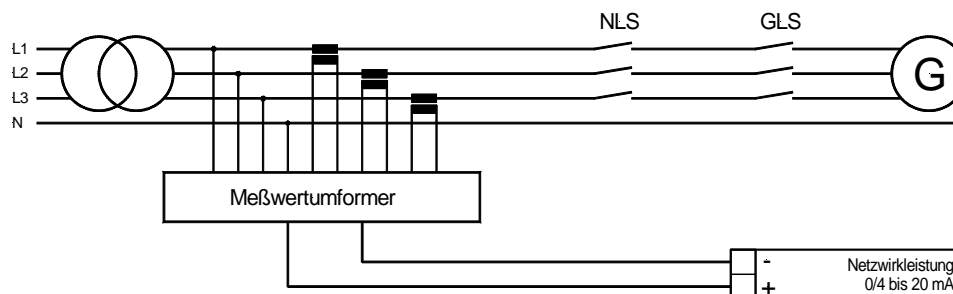 NLS GLS
L1
L2
G
L3
N
Meßwertumformer
- Netzwirkleistung
+ 0/4 bis 20 mA